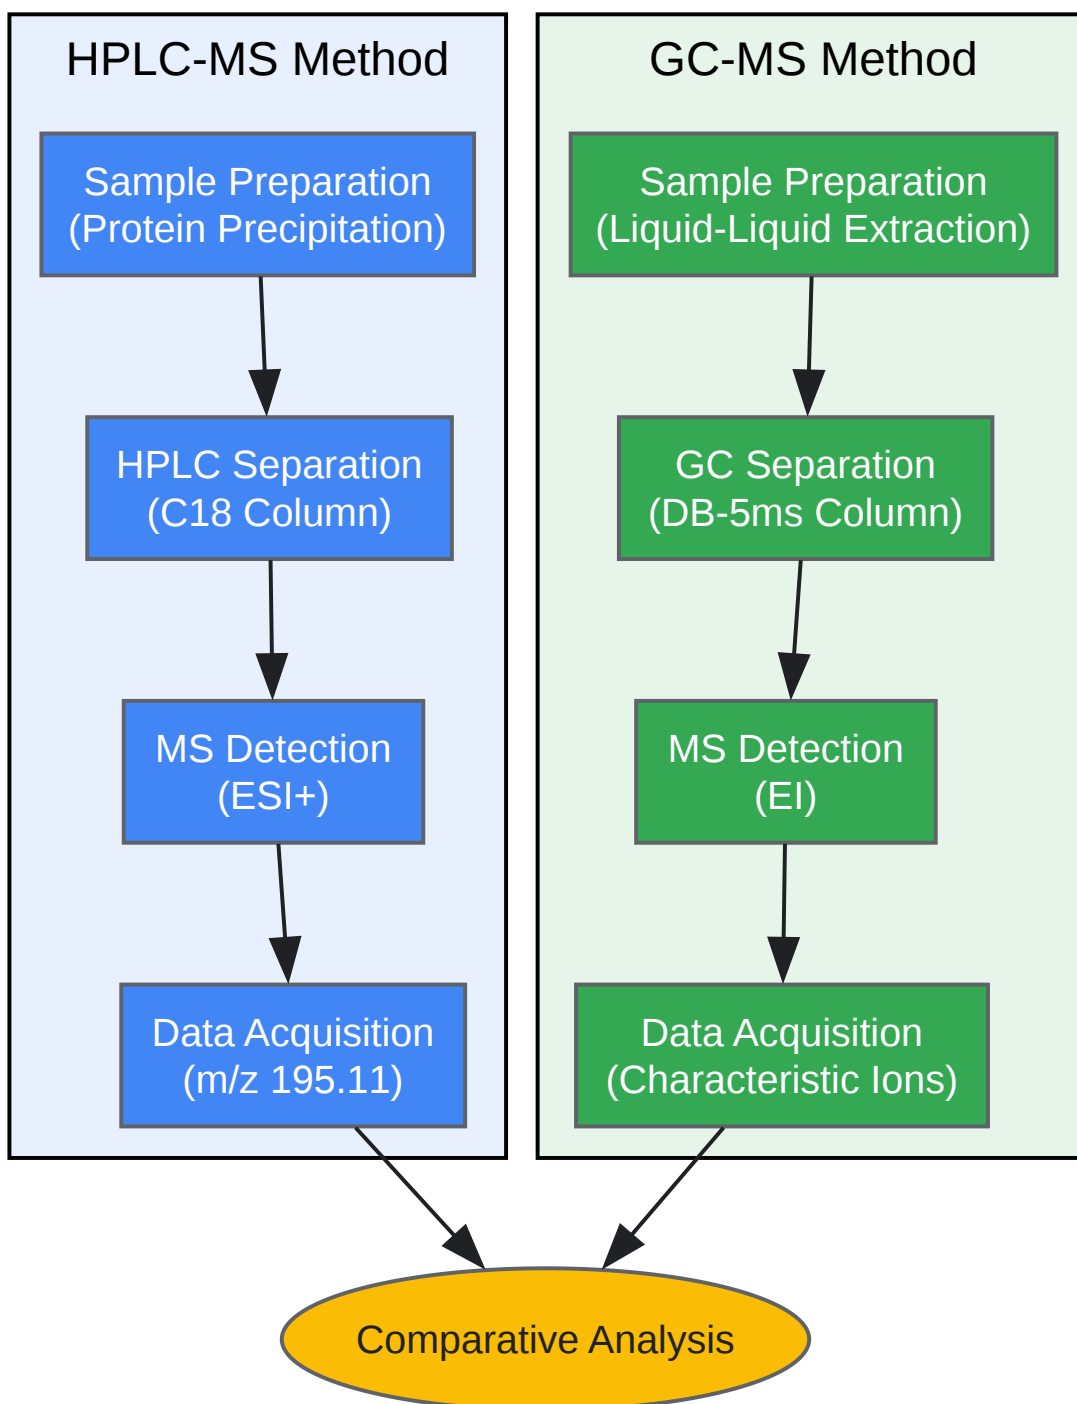 HPLC-MS Method
Sample Preparation
(Protein Precipitation)
HPLC Separation
(C18 Column)
MS Detection
(ESI+)
Data Acquisition
(m/z 195.11)
GC-MS Method
Sample Preparation
(Liquid-Liquid Extraction)
GC Separation
(DB-5ms Column)
MS Detection
(EI)
Data Acquisition
(Characteristic Ions)
Comparative Analysis